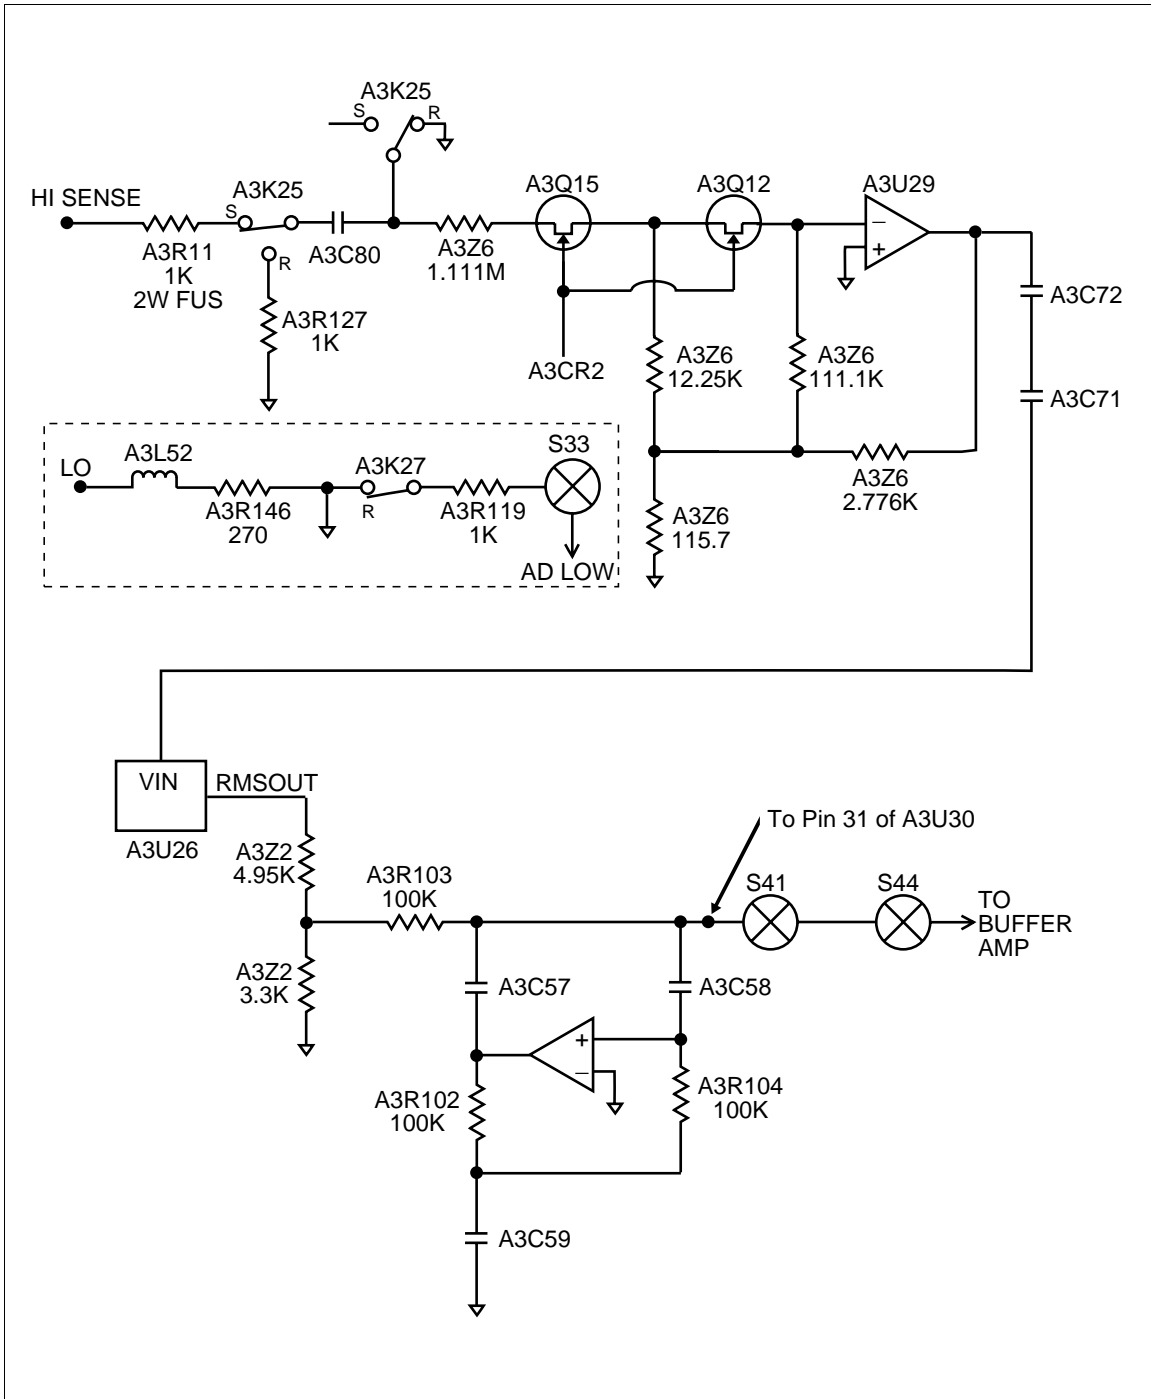 A3K25
S
R
HI SENSE
A3K25
S
R
A3R11
1K
2W FUS
A3C80
A3R127
1K
A3Z6
1.111M
A3Q15
A3Q12
A3U29
−
+
A3CR2
A3Z6
12.25K
A3Z6
111.1K
A3C72
A3C71
A3Z6
2.776K
A3Z6
115.7
LO
A3L52
A3R146
270
A3K27
R
A3R119
1K
S33
AD LOW
VIN
RMSOUT
A3U26
A3Z2
4.95K
A3Z2
3.3K
A3R103
100K
To Pin 31 of A3U30
S41
S44
TO
BUFFER
AMP
A3C57
A3C58
+
−
A3R102
100K
A3R104
100K
A3C59